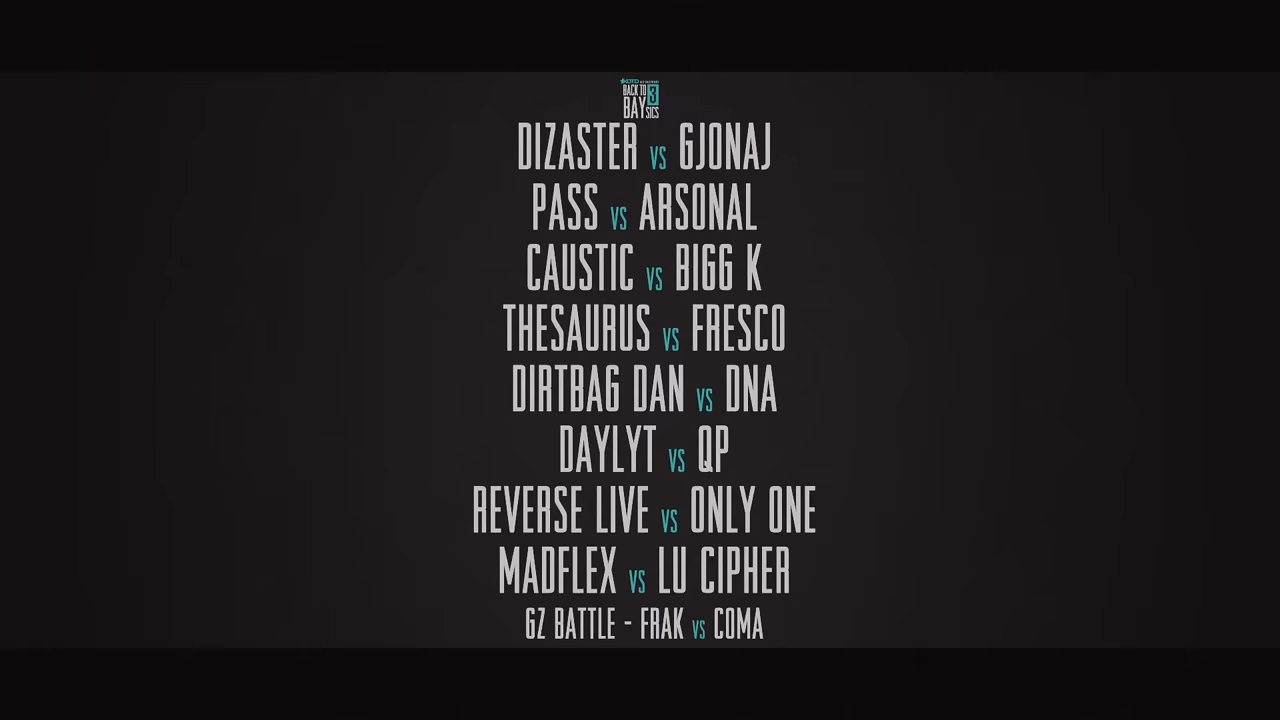 KOTD
BACK TO
BAY 3
SICS
DIZASTER VS GJONAJ
PASS VS ARSONAL
CAUSTIC VS BIGG K
THESAURUS VS FRESCO
DIRTBAG DAN VS DNA
DAYLYT VS QP
REVERSE LIVE VS ONLY ONE
MADFLEX VS LU CIPHER
GZ BATTLE - FRAK VS COMA